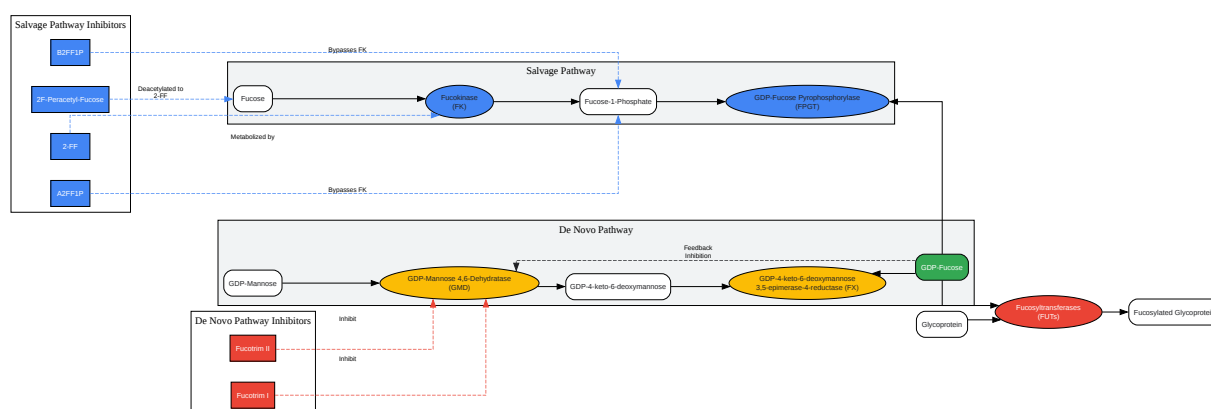 Salvage Pathway Inhibitors
B2FF1P
2F-Peracetyl-Fucose
2-FF
A2FF1P
Bypasses FK
Deacetylated to
2-FF
Metabolized by
Bypasses FK
Salvage Pathway
Fucose
Fucokinase
(FK)
Fucose-1-Phosphate
GDP-Fucose Pyrophosphorylase
(FPGT)
De Novo Pathway
Feedback
Inhibition
GDP-Mannose
GDP-Mannose 4,6-Dehydratase
(GMD)
GDP-4-keto-6-deoxymannose
GDP-4-keto-6-deoxymannose
3,5-epimerase-4-reductase (FX)
GDP-Fucose
Glycoprotein
Fucosyltransferases
(FUTs)
Fucosylated Glycoprotein
De Novo Pathway Inhibitors
Fucotrim II
Fucotrim I
Inhibit
Inhibit